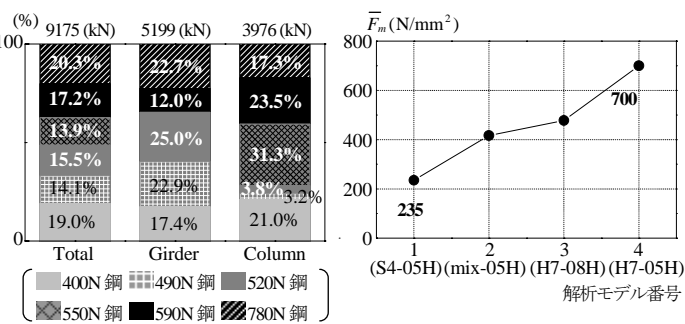 (%)
9175 (kN) 5199 (kN) 3976 (kN)
100
20.3% 22.7% 17.3%
17.2% 12.0% 23.5%
13.9% 25.0% 31.3%
15.5% 3.8%
14.1% 22.9% 3.2%
19.0% 17.4% 21.0%
0
Total Girder Column
400N 鋼 490N 鋼 520N 鋼
550N 鋼 590N 鋼 780N 鋼
F̅m (N/mm²)
800
600
400
200
0
700
235
1 2 3 4
(S4-05H) (mix-05H) (H7-08H) (H7-05H)
解析モデル番号